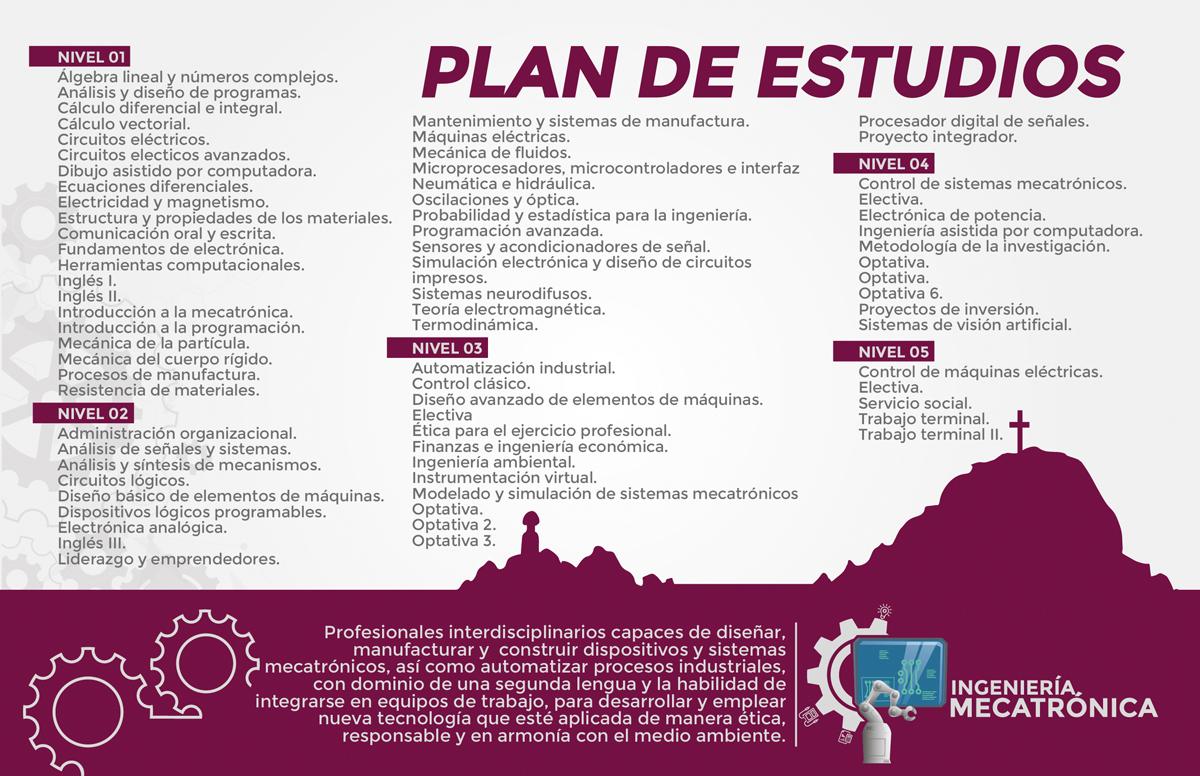 PLAN DE ESTUDIOS
NIVEL 01
Álgebra lineal y números complejos.
Análisis y diseño de programas.
Cálculo diferencial e integral.
Cálculo vectorial.
Circuitos eléctricos.
Circuitos electicos avanzados.
Dibujo asistido por computadora.
Ecuaciones diferenciales.
Electricidad y magnetismo.
Estructura y propiedades de los materiales.
Comunicación oral y escrita.
Fundamentos de electrónica.
Herramientas computacionales.
Inglés I.
Inglés II.
Introducción a la mecatrónica.
Introducción a la programación.
Mecánica de la partícula.
Mecánica del cuerpo rígido.
Procesos de manufactura.
Resistencia de materiales.
NIVEL 02
Administración organizacional.
Análisis de señales y sistemas.
Análisis y síntesis de mecanismos.
Circuitos lógicos.
Diseño básico de elementos de máquinas.
Dispositivos lógicos programables.
Electrónica analógica.
Inglés III.
Liderazgo y emprendedores.
Mantenimiento y sistemas de manufactura.
Máquinas eléctricas.
Mecánica de fluidos.
Microprocesadores, microcontroladores e interfaz
Neumática e hidráulica.
Oscilaciones y óptica.
Probabilidad y estadística para la ingeniería.
Programación avanzada.
Sensores y acondicionadores de señal.
Simulación electrónica y diseño de circuitos
impresos.
Sistemas neurodifusos.
Teoría electromagnética.
Termodinámica.
NIVEL 03
Automatización industrial.
Control clásico.
Diseño avanzado de elementos de máquinas.
Electiva
Ética para el ejercicio profesional.
Finanzas e ingeniería económica.
Ingeniería ambiental.
Instrumentación virtual.
Modelado y simulación de sistemas mecatrónicos
Optativa.
Optativa 2.
Optativa 3.
Procesador digital de señales.
Proyecto integrador.
NIVEL 04
Control de sistemas mecatrónicos.
Electiva.
Electrónica de potencia.
Ingeniería asistida por computadora.
Metodología de la investigación.
Optativa.
Optativa.
Optativa 6.
Proyectos de inversión.
Sistemas de visión artificial.
NIVEL 05
Control de máquinas eléctricas.
Electiva.
Servicio social.
Trabajo terminal.
Trabajo terminal II.
Profesionales interdisciplinarios capaces de diseñar,
manufacturar y construir dispositivos y sistemas
mecatrónicos, así como automatizar procesos industriales,
con dominio de una segunda lengua y la habilidad de
integrarse en equipos de trabajo, para desarrollar y emplear
nueva tecnología que esté aplicada de manera ética,
responsable y en armonía con el medio ambiente.
INGENIERÍA
MECATRÓNICA